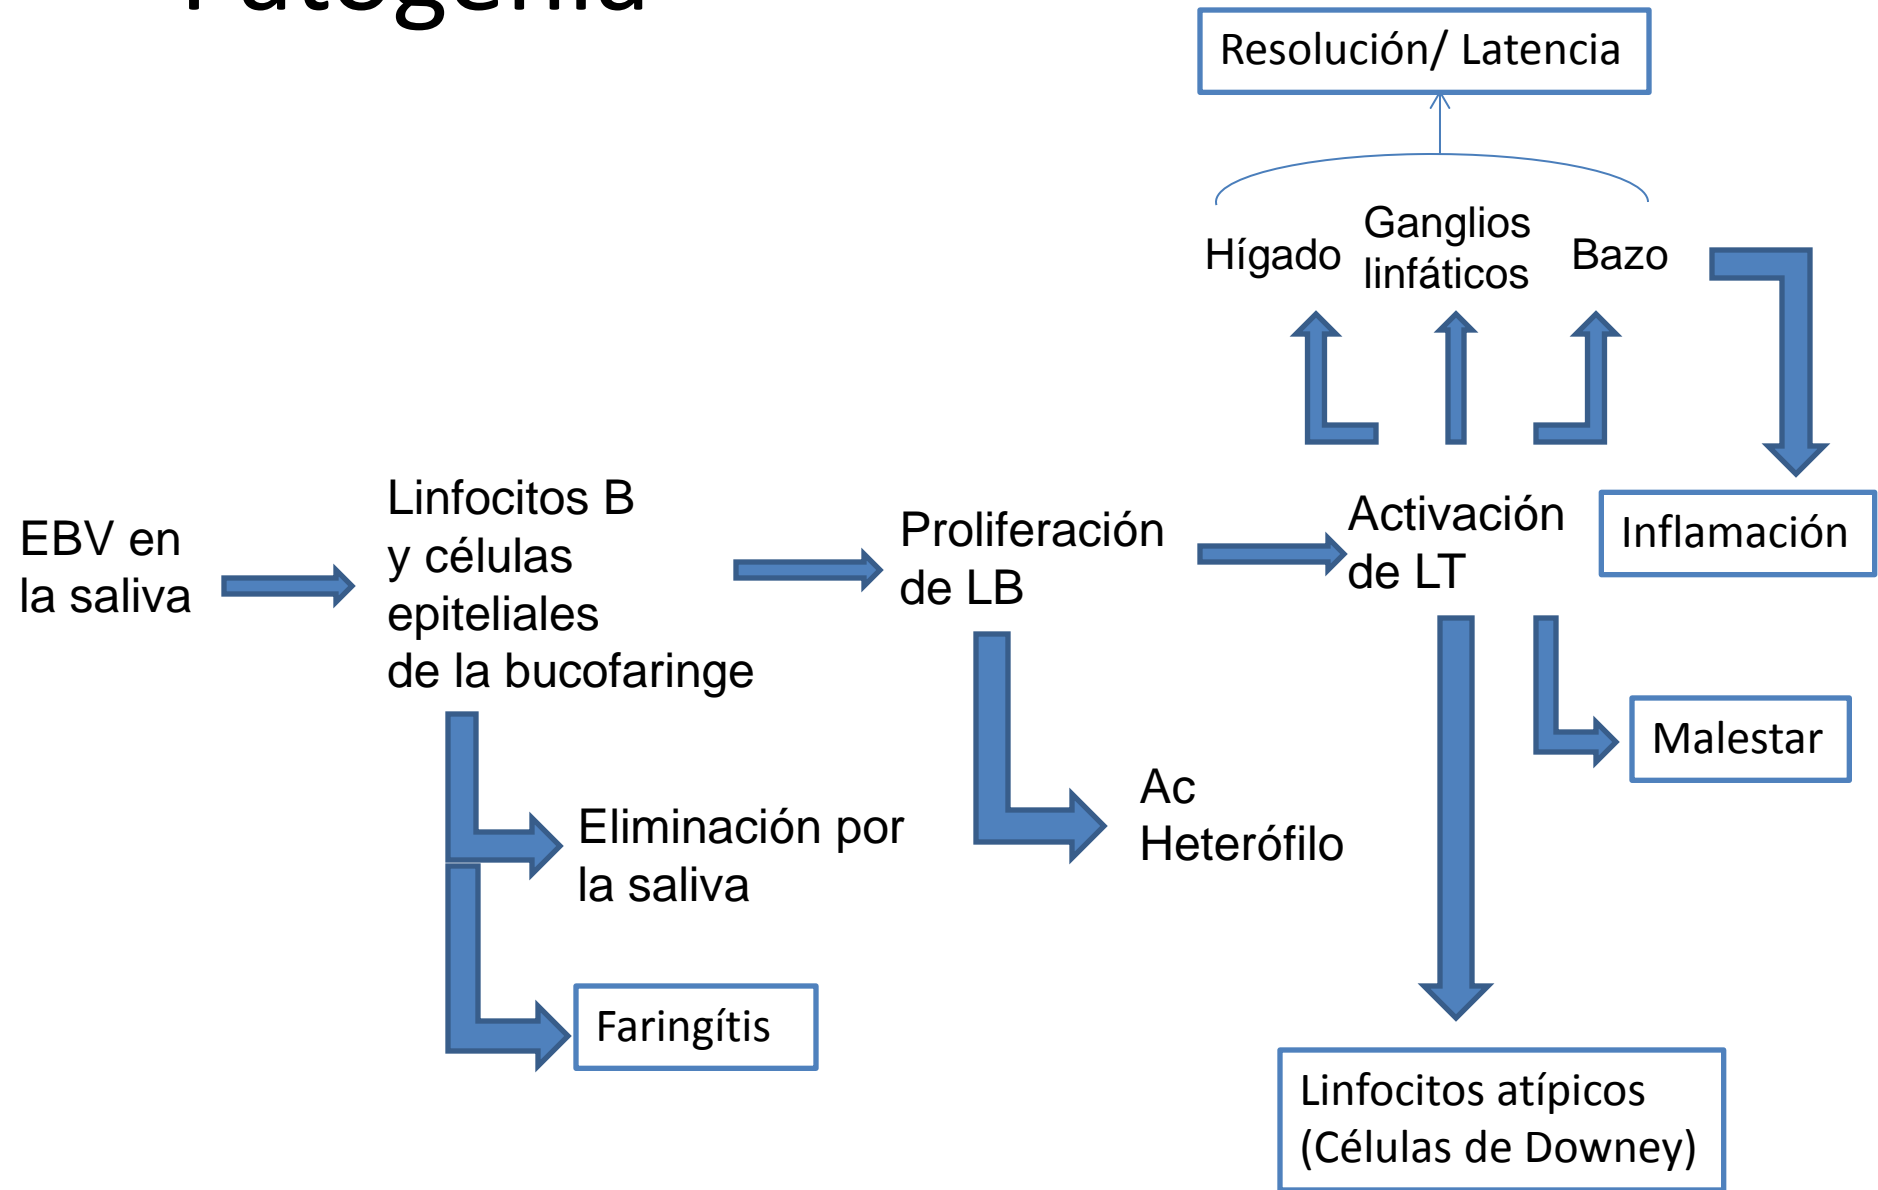 Patogenia
Resolución/ Latencia
Hígado
Ganglios
linfáticos
Bazo
EBV en
la saliva
Linfocitos B
y células
epiteliales
de la bucofaringe
Proliferación
de LB
Activación
de LT
Inflamación
Malestar
Ac
Heterófilo
Eliminación por
la saliva
Faringítis
Linfocitos atípicos
(Células de Downey)